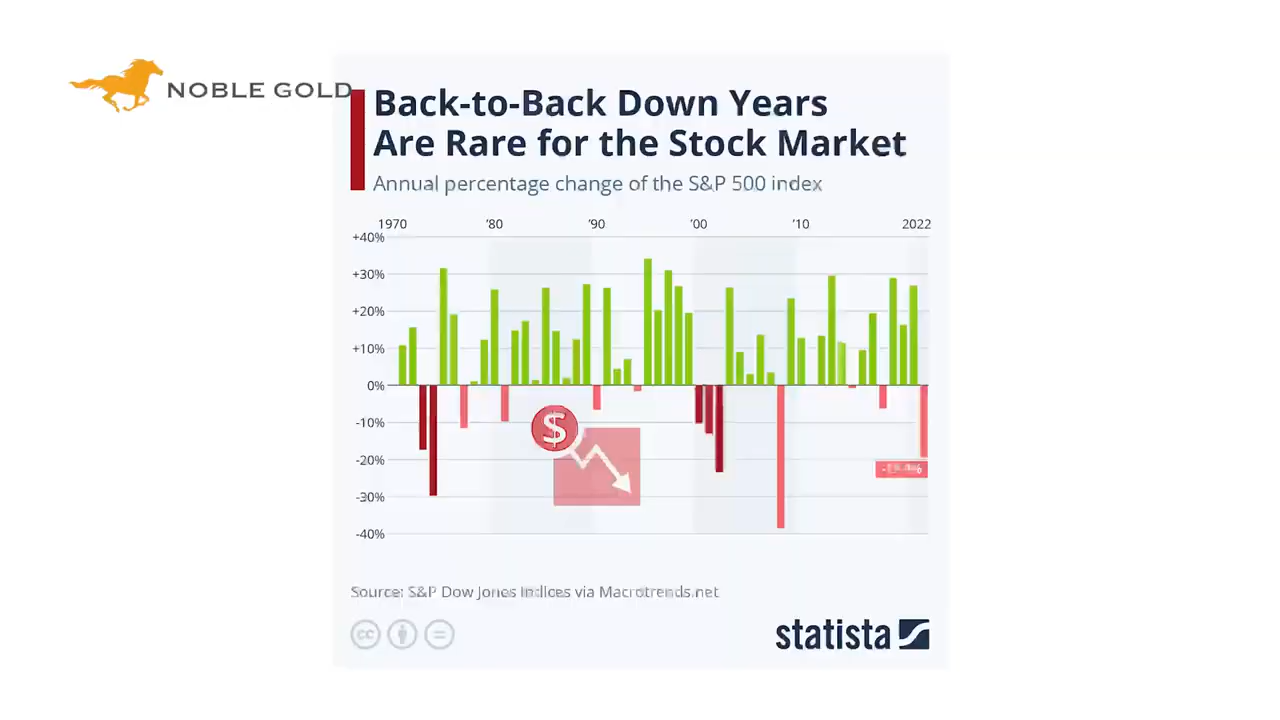 NOBLE GOLD
Back-to-Back Down Years
Are Rare for the Stock Market
Annual percentage change of the S&P 500 index
1970 '80 '90 '00 '10 2022
+40%
+30%
+20%
+10%
0%
-10%
$
-20%
-30%
-40%
Source: S&P Dow Jones Indices via Macrotrends.net
cc =
statista